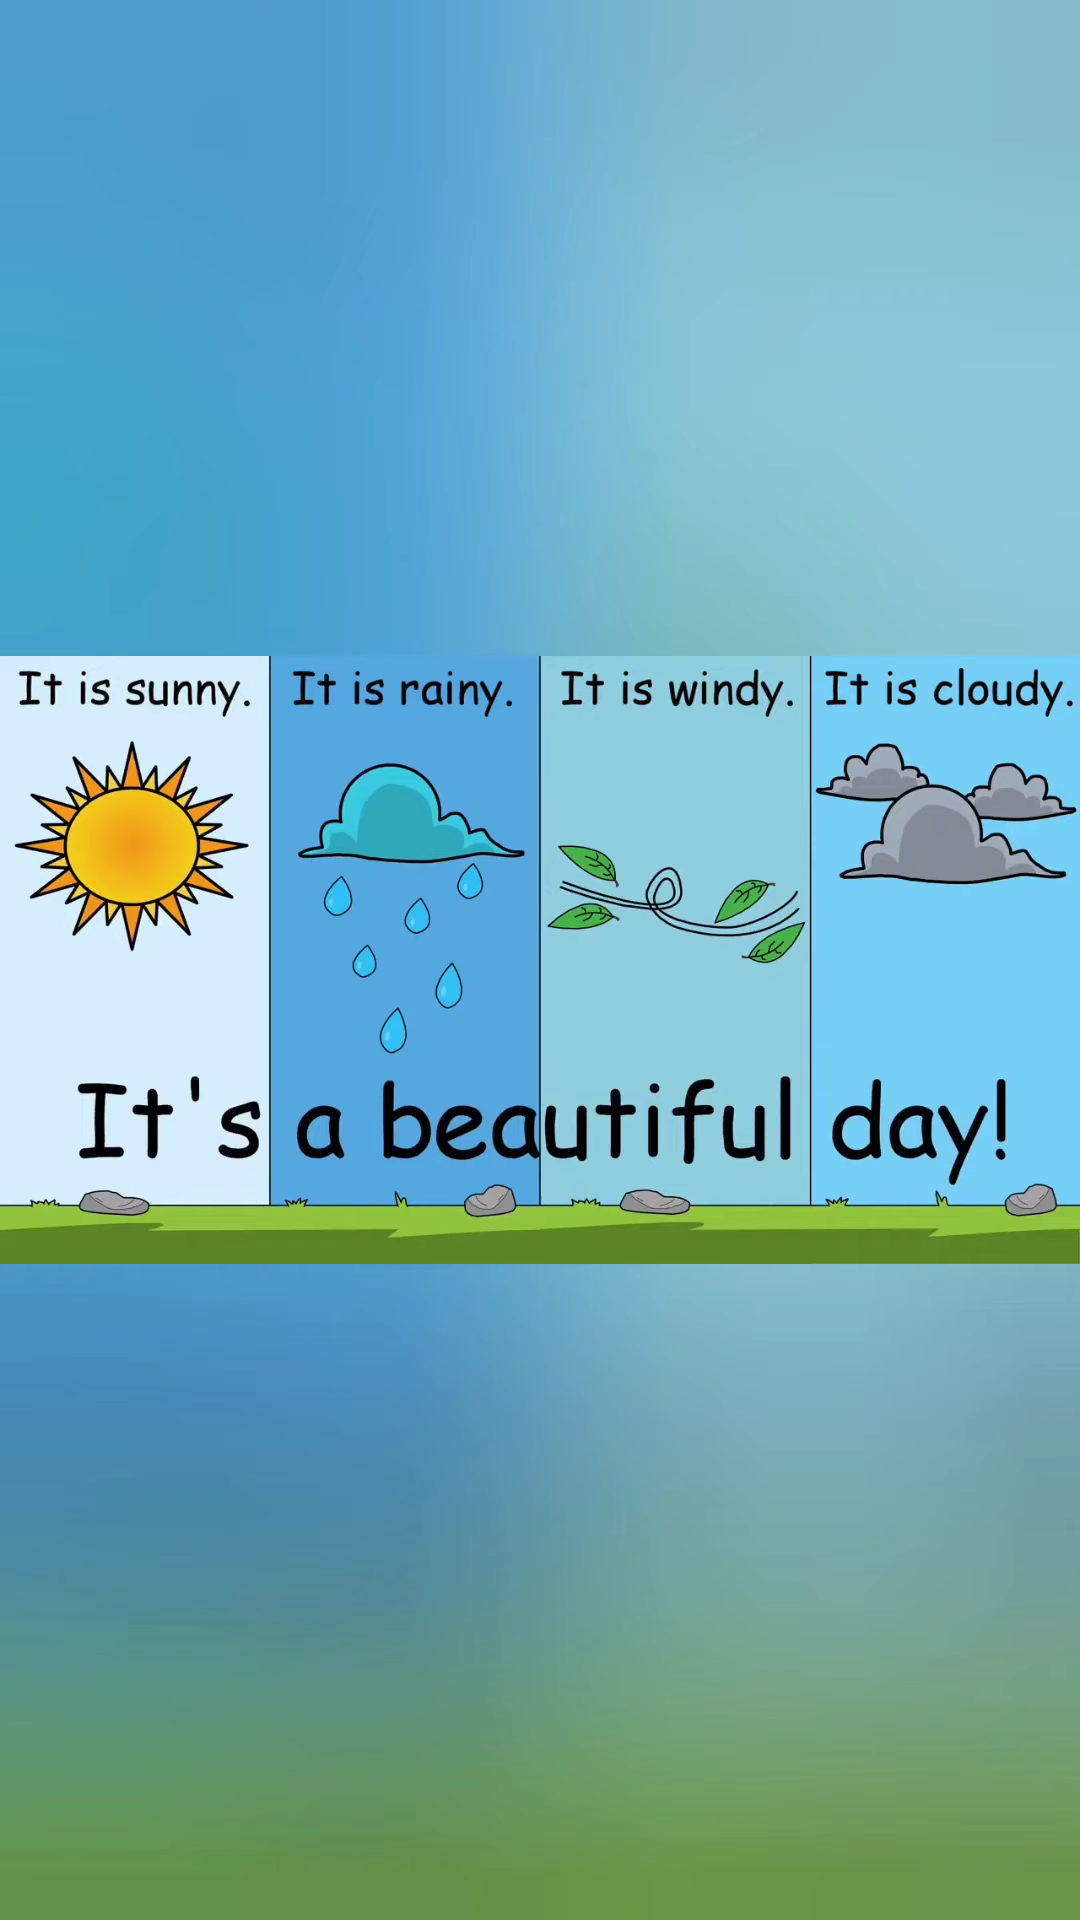 It is sunny.
It is rainy.
It is windy.
It is cloudy.
It's a beautiful day!